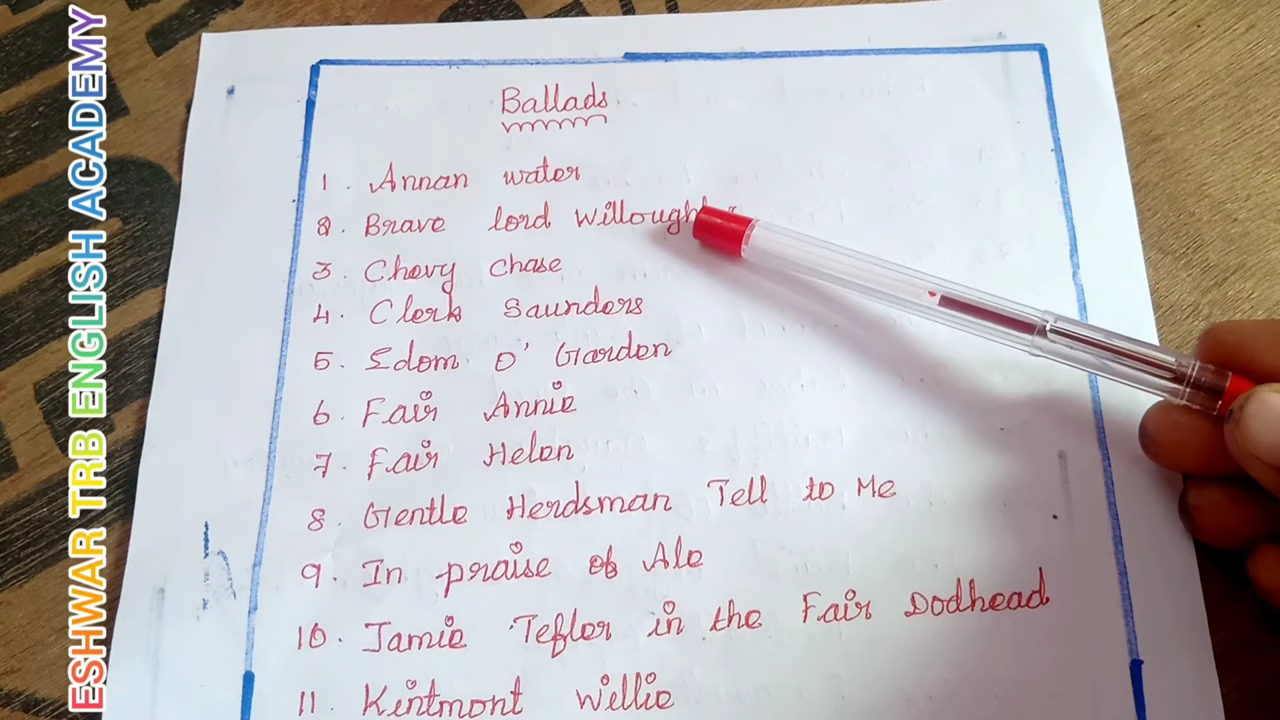 ESHWAR TRB ENGLISH ACADEMY
Ballads
1. Annan water
2. Brave lord
3. Chevy chase
4. Clerk Saunders
5. Edom O' Garden
6. Fair Annie
7. Fair Helen
8. Gentle Herdsman Tell to Me
9. In praise of Ale
10. Jamie Tefler in the Fair Dodhead
11. Kintmont Willie